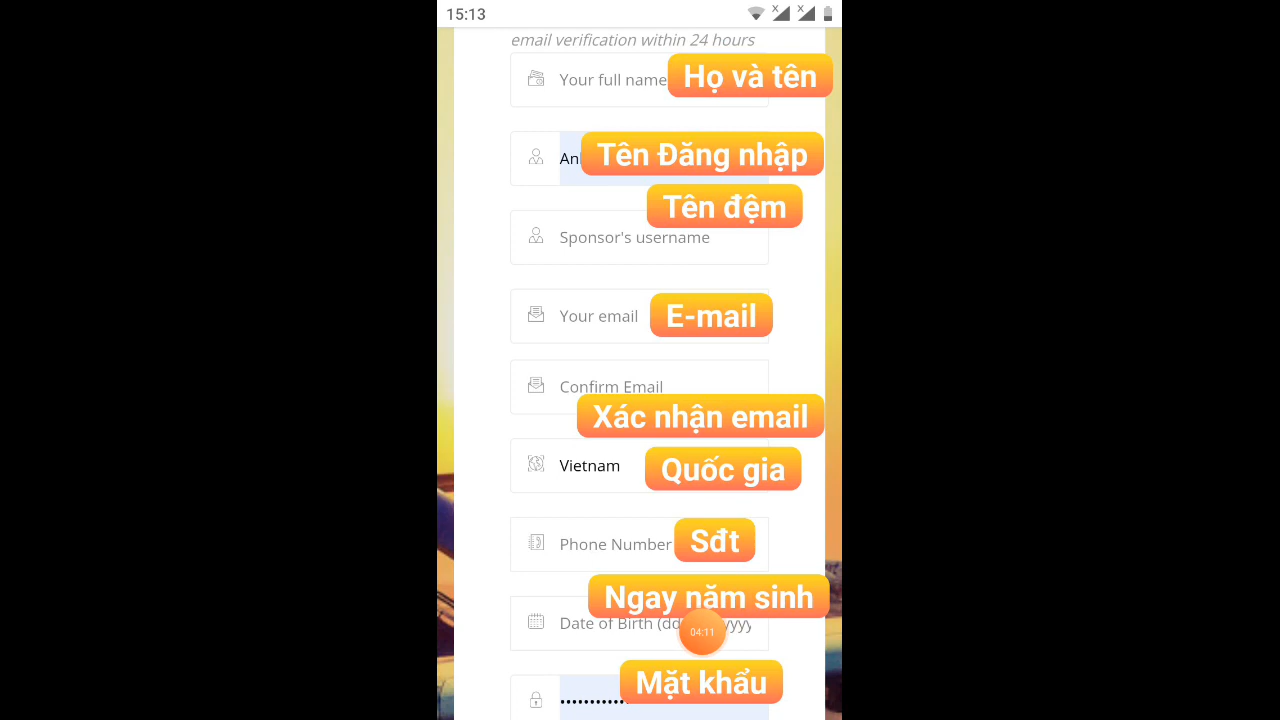 15:13
email verification within 24 hours
Your full name
Họ và tên
Tên Đăng nhập
Tên đệm
Sponsor's username
Your email
E-mail
Confirm Email
Xác nhận email
Vietnam
Quốc gia
Phone Number
Sđt
Ngay năm sinh
Date of Birth
04:11
Mặt khẩu